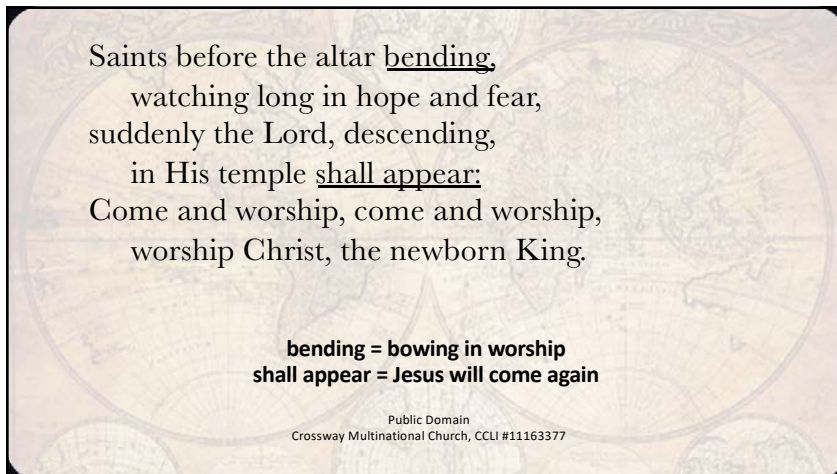 Saints before the altar bending,
watching long in hope and fear,
suddenly the Lord, descending,
in His temple shall appear:
Come and worship, come and worship,
worship Christ, the newborn King.
bending = bowing in worship
shall appear = Jesus will come again
Public Domain
Crossway Multinational Church, CCLI #11163377